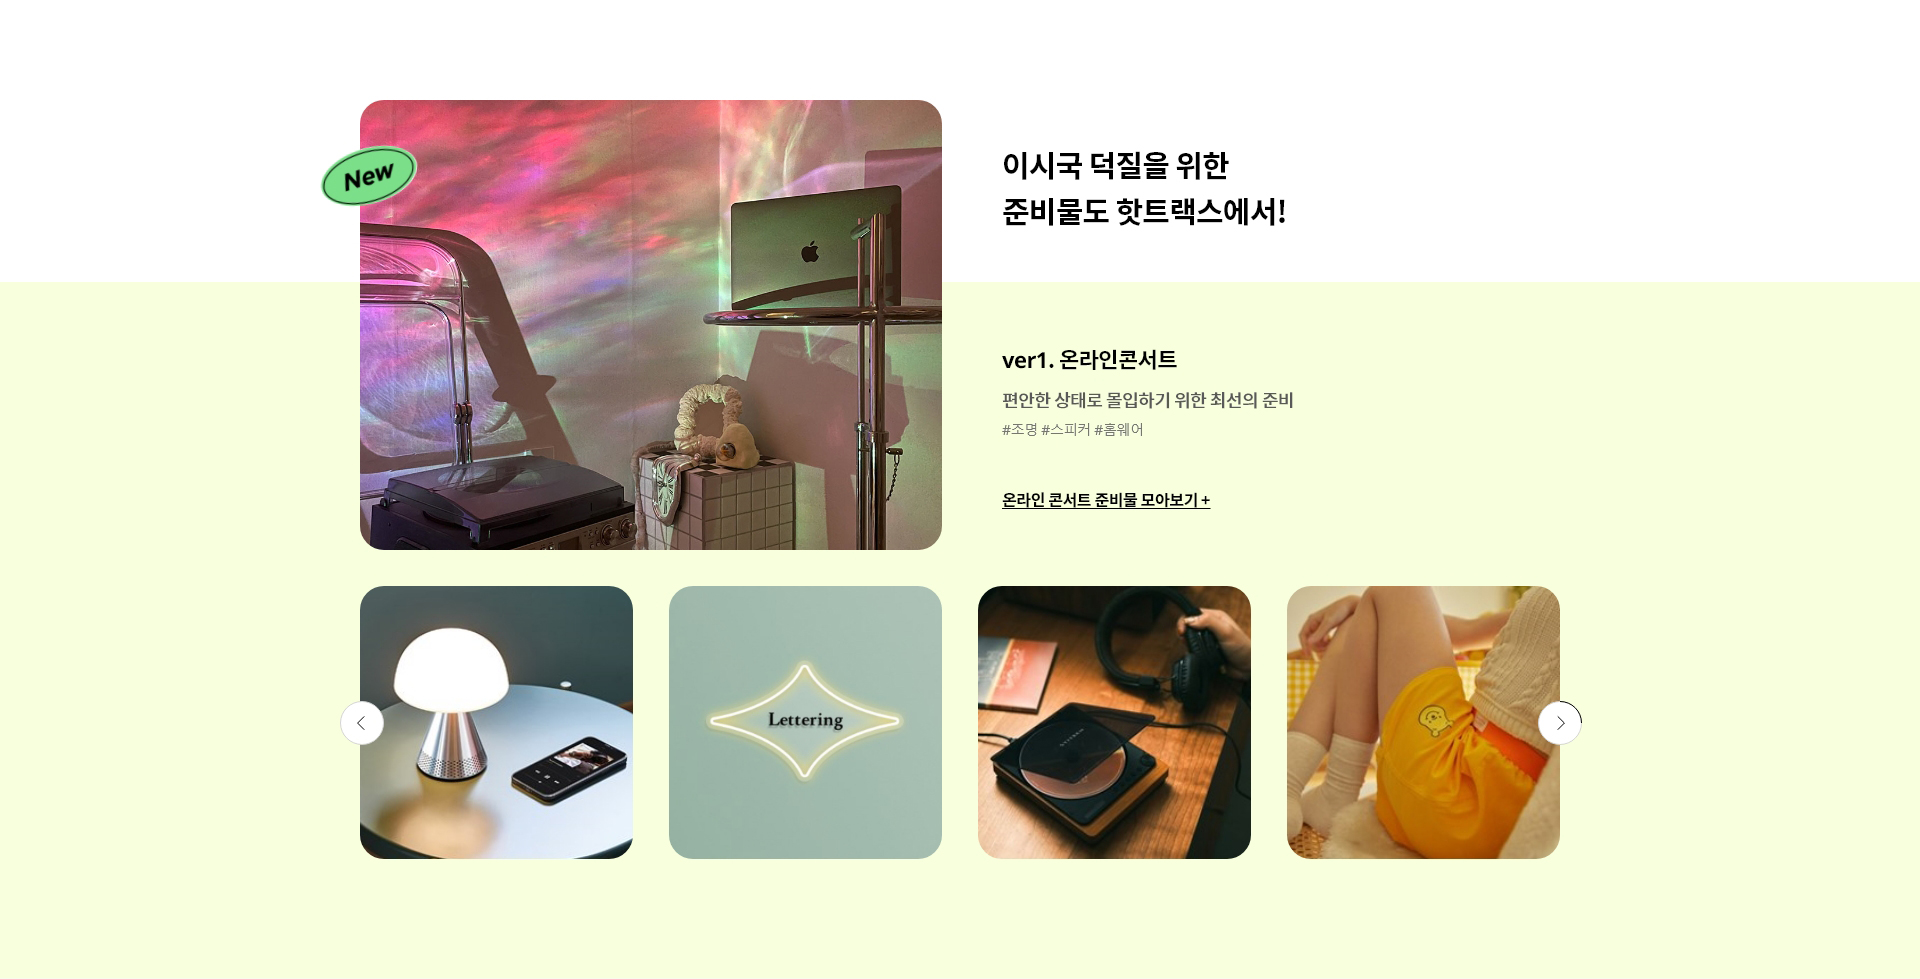 New
이시국 덕질을 위한
준비물도 핫트랙스에서!
ver1. 온라인콘서트
편안한 상태로 몰입하기 위한 최선의 준비
#조명 #스피커 #홈웨어
온라인 콘서트 준비물 모아보기 +
Lettering